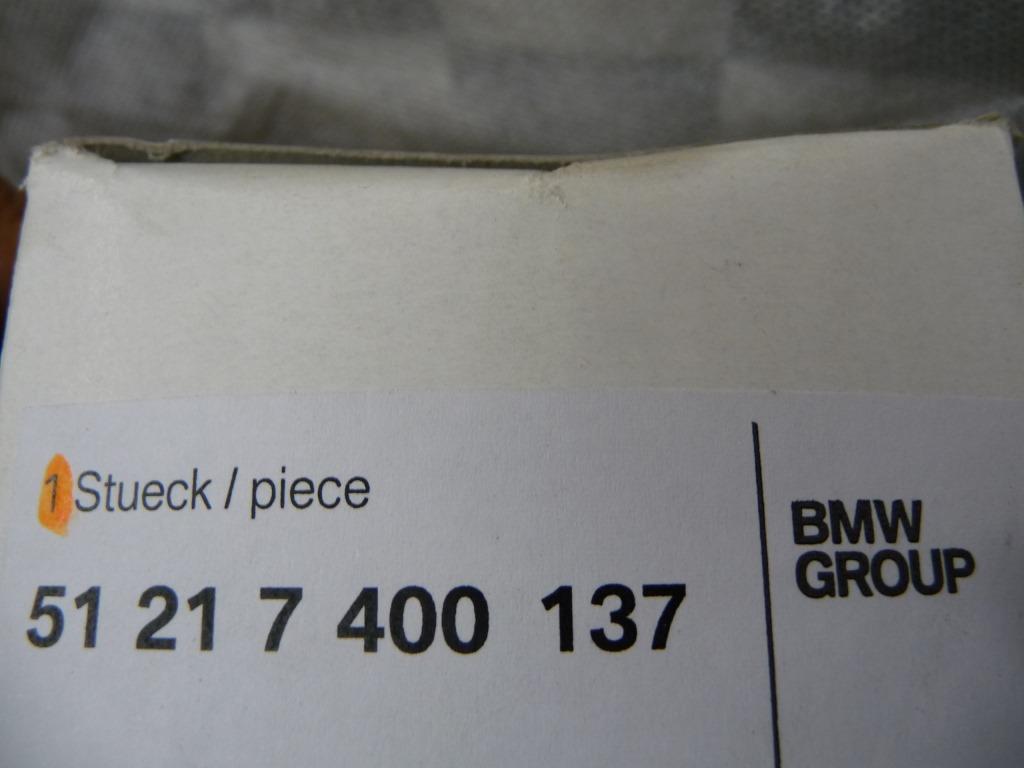 1 Stueck / piece
51 21 7 400 137
BMW
GROUP